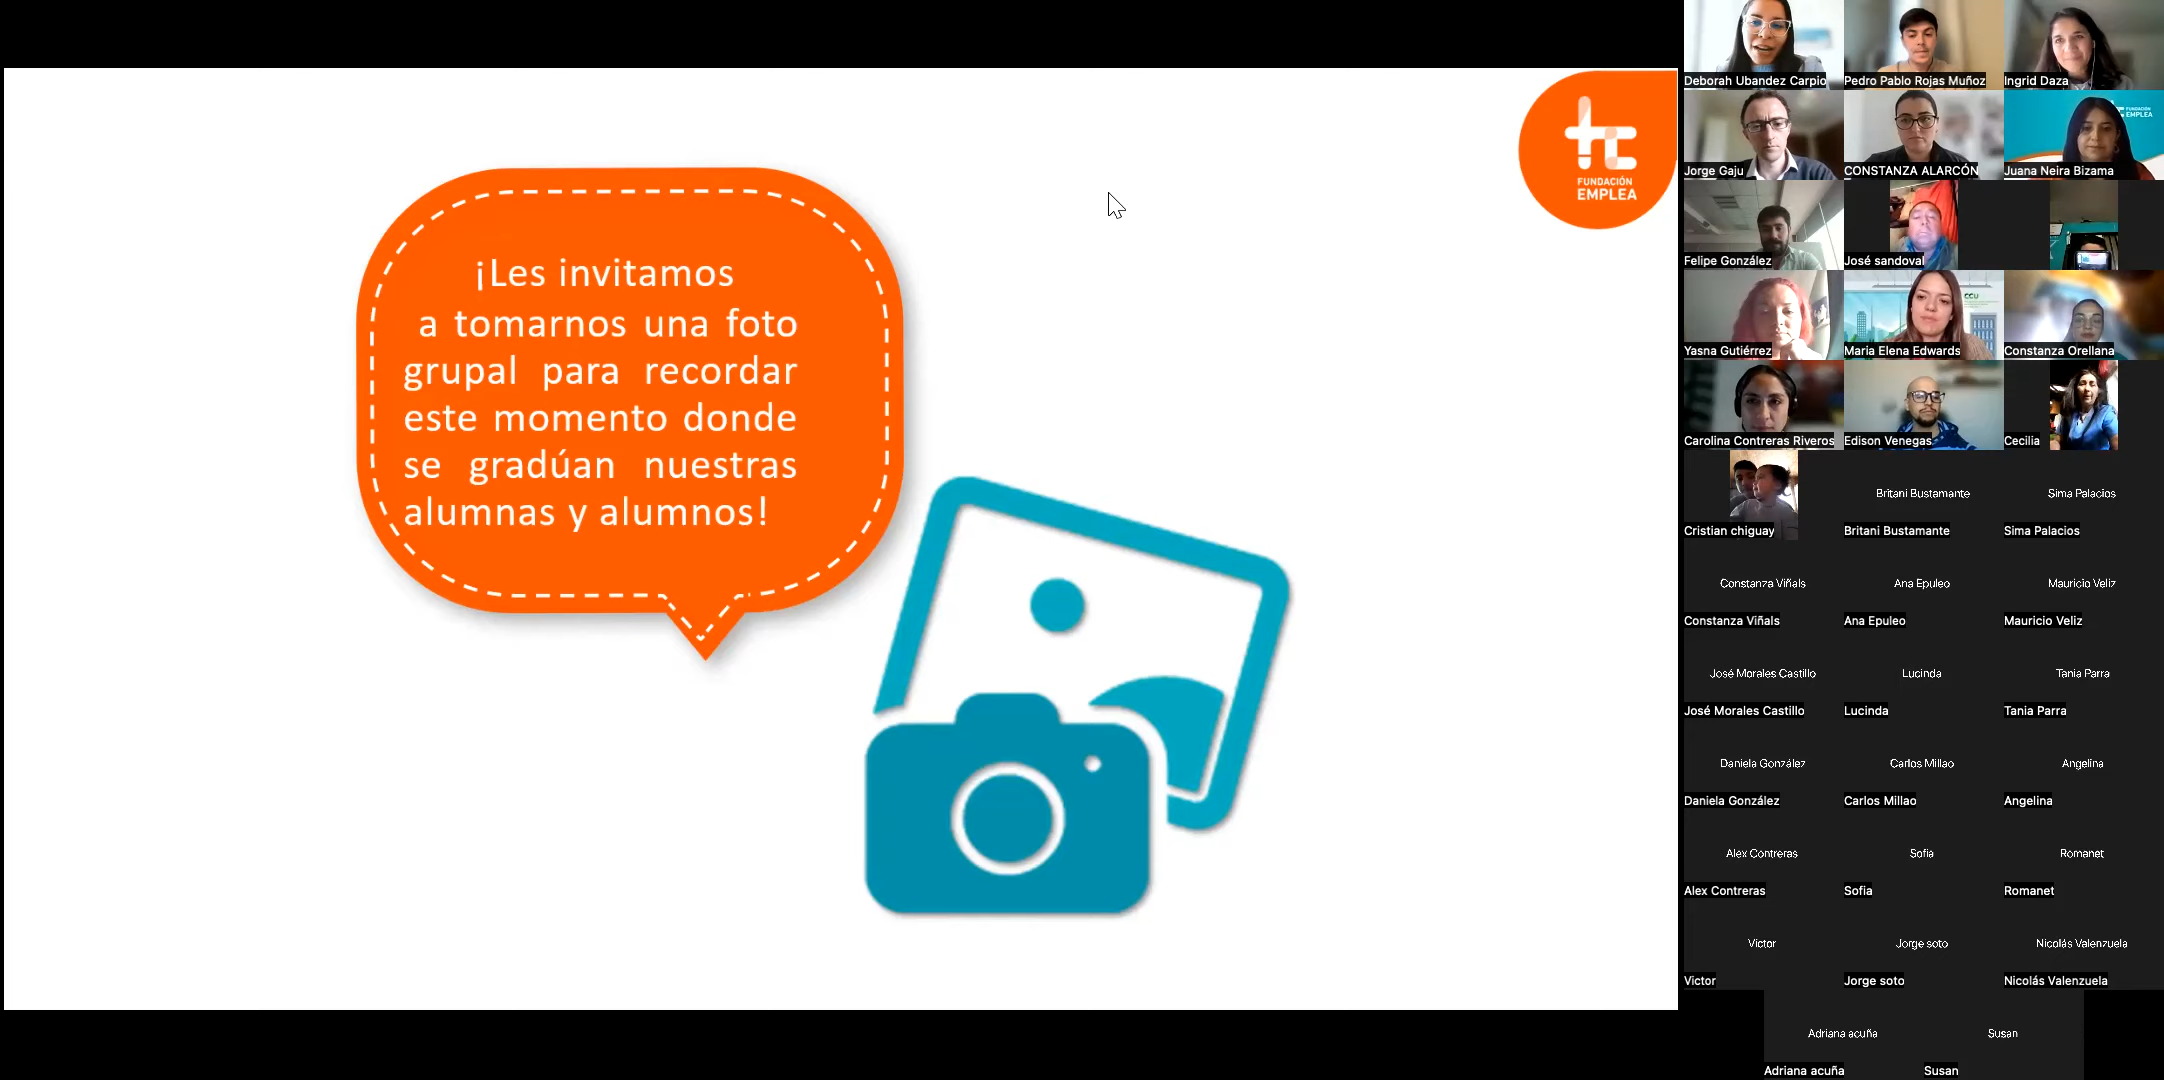 ¡Les invitamos
a tomarnos una foto
grupal para recordar
este momento donde
se gradúan nuestras
alumnas y alumnos!
FUNDACIÓN
EMPLEA
Deborah Ubandez Carpio
Pedro Pablo Rojas Muñoz
Ingrid Daza
Jorge Gaju
CONSTANZA ALARCÓN
FUNDACIÓN
EMPLEA
Juana Neira Bizama
Felipe González
José sandoval
Yasna Gutiérrez
CCU
Maria Elena Edwards
Constanza Orellana
Carolina Contreras Riveros
Edison Venegas
Cecilia
Cristian chiguay
Britani Bustamante
Britani Bustamante
Sima Palacios
Sima Palacios
Constanza Viñals
Constanza Viñals
Ana Epuleo
Ana Epuleo
Mauricio Veliz
Mauricio Veliz
José Morales Castillo
José Morales Castillo
Lucinda
Lucinda
Tania Parra
Tania Parra
Daniela González
Daniela González
Carlos Millao
Carlos Millao
Angelina
Angelina
Alex Contreras
Alex Contreras
Sofia
Sofia
Romanet
Romanet
Victor
Victor
Jorge soto
Jorge soto
Nicolás Valenzuela
Nicolás Valenzuela
Adriana acuña
Adriana acuña
Susan
Susan